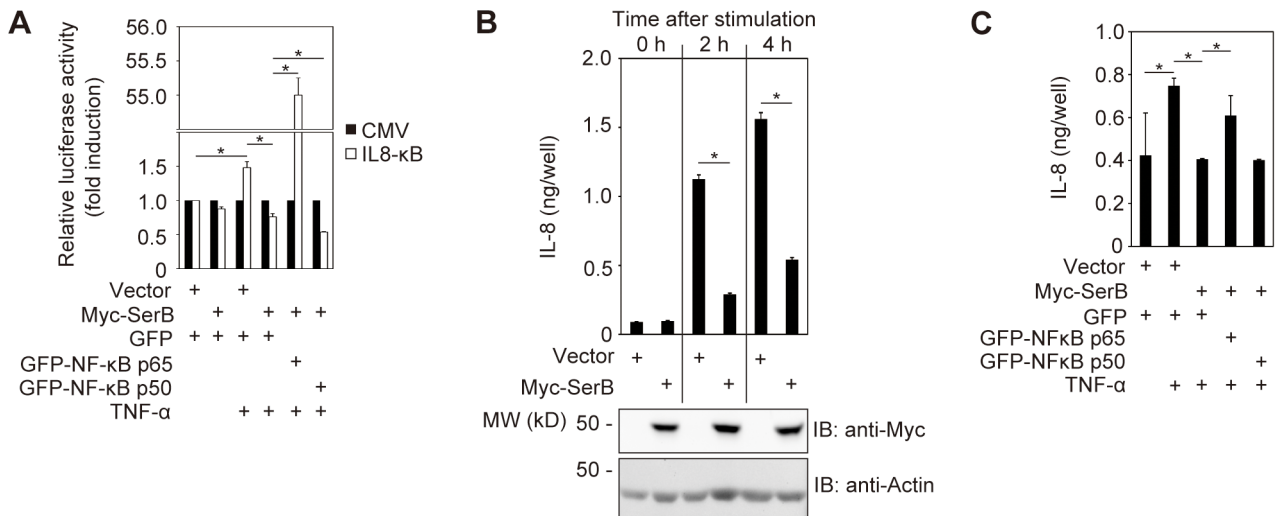 A
Relative luciferase activity
(fold induction)
56.0
55.5
55.0
1.5
1.0
0.5
0
* *
* *
*
CMV
IL8-κB
Vector + +
Myc-SerB + + + +
GFP + + + +
GFP-NF-κB p65 +
GFP-NF-κB p50 +
TNF-α + + + +
B
Time after stimulation
0 h 2 h 4 h
IL-8 (ng/well)
2.0
1.5
1.0
0.5
0
*
*
Vector + + +
Myc-SerB + + +
MW (kD) 50 - IB: anti-Myc
50 - IB: anti-Actin
C
IL-8 (ng/well)
1.0
0.8
0.6
0.4
0.2
0
* * *
Vector + +
Myc-SerB + + +
GFP + + +
GFP-NFκB p65 +
GFP-NFκB p50 +
TNF-α + + + +